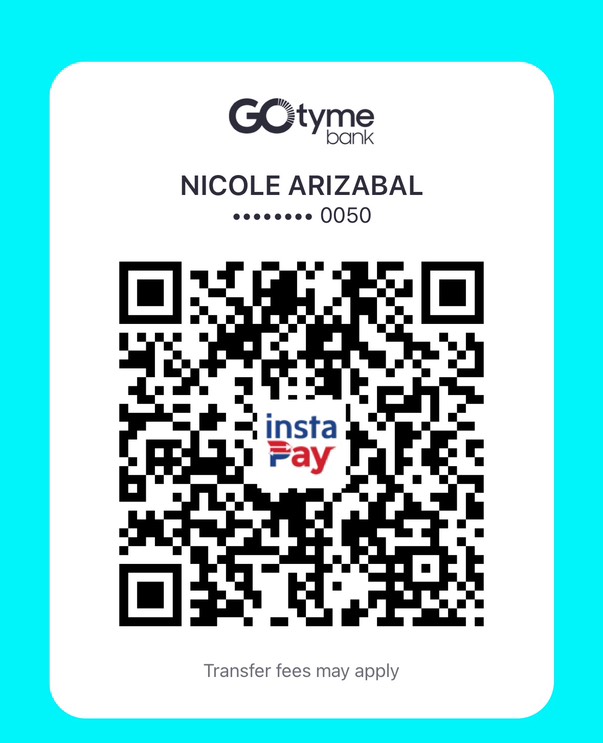 GOtyme
bank
NICOLE ARIZABAL
•••••••• 0050
insta
Pay
Transfer fees may apply